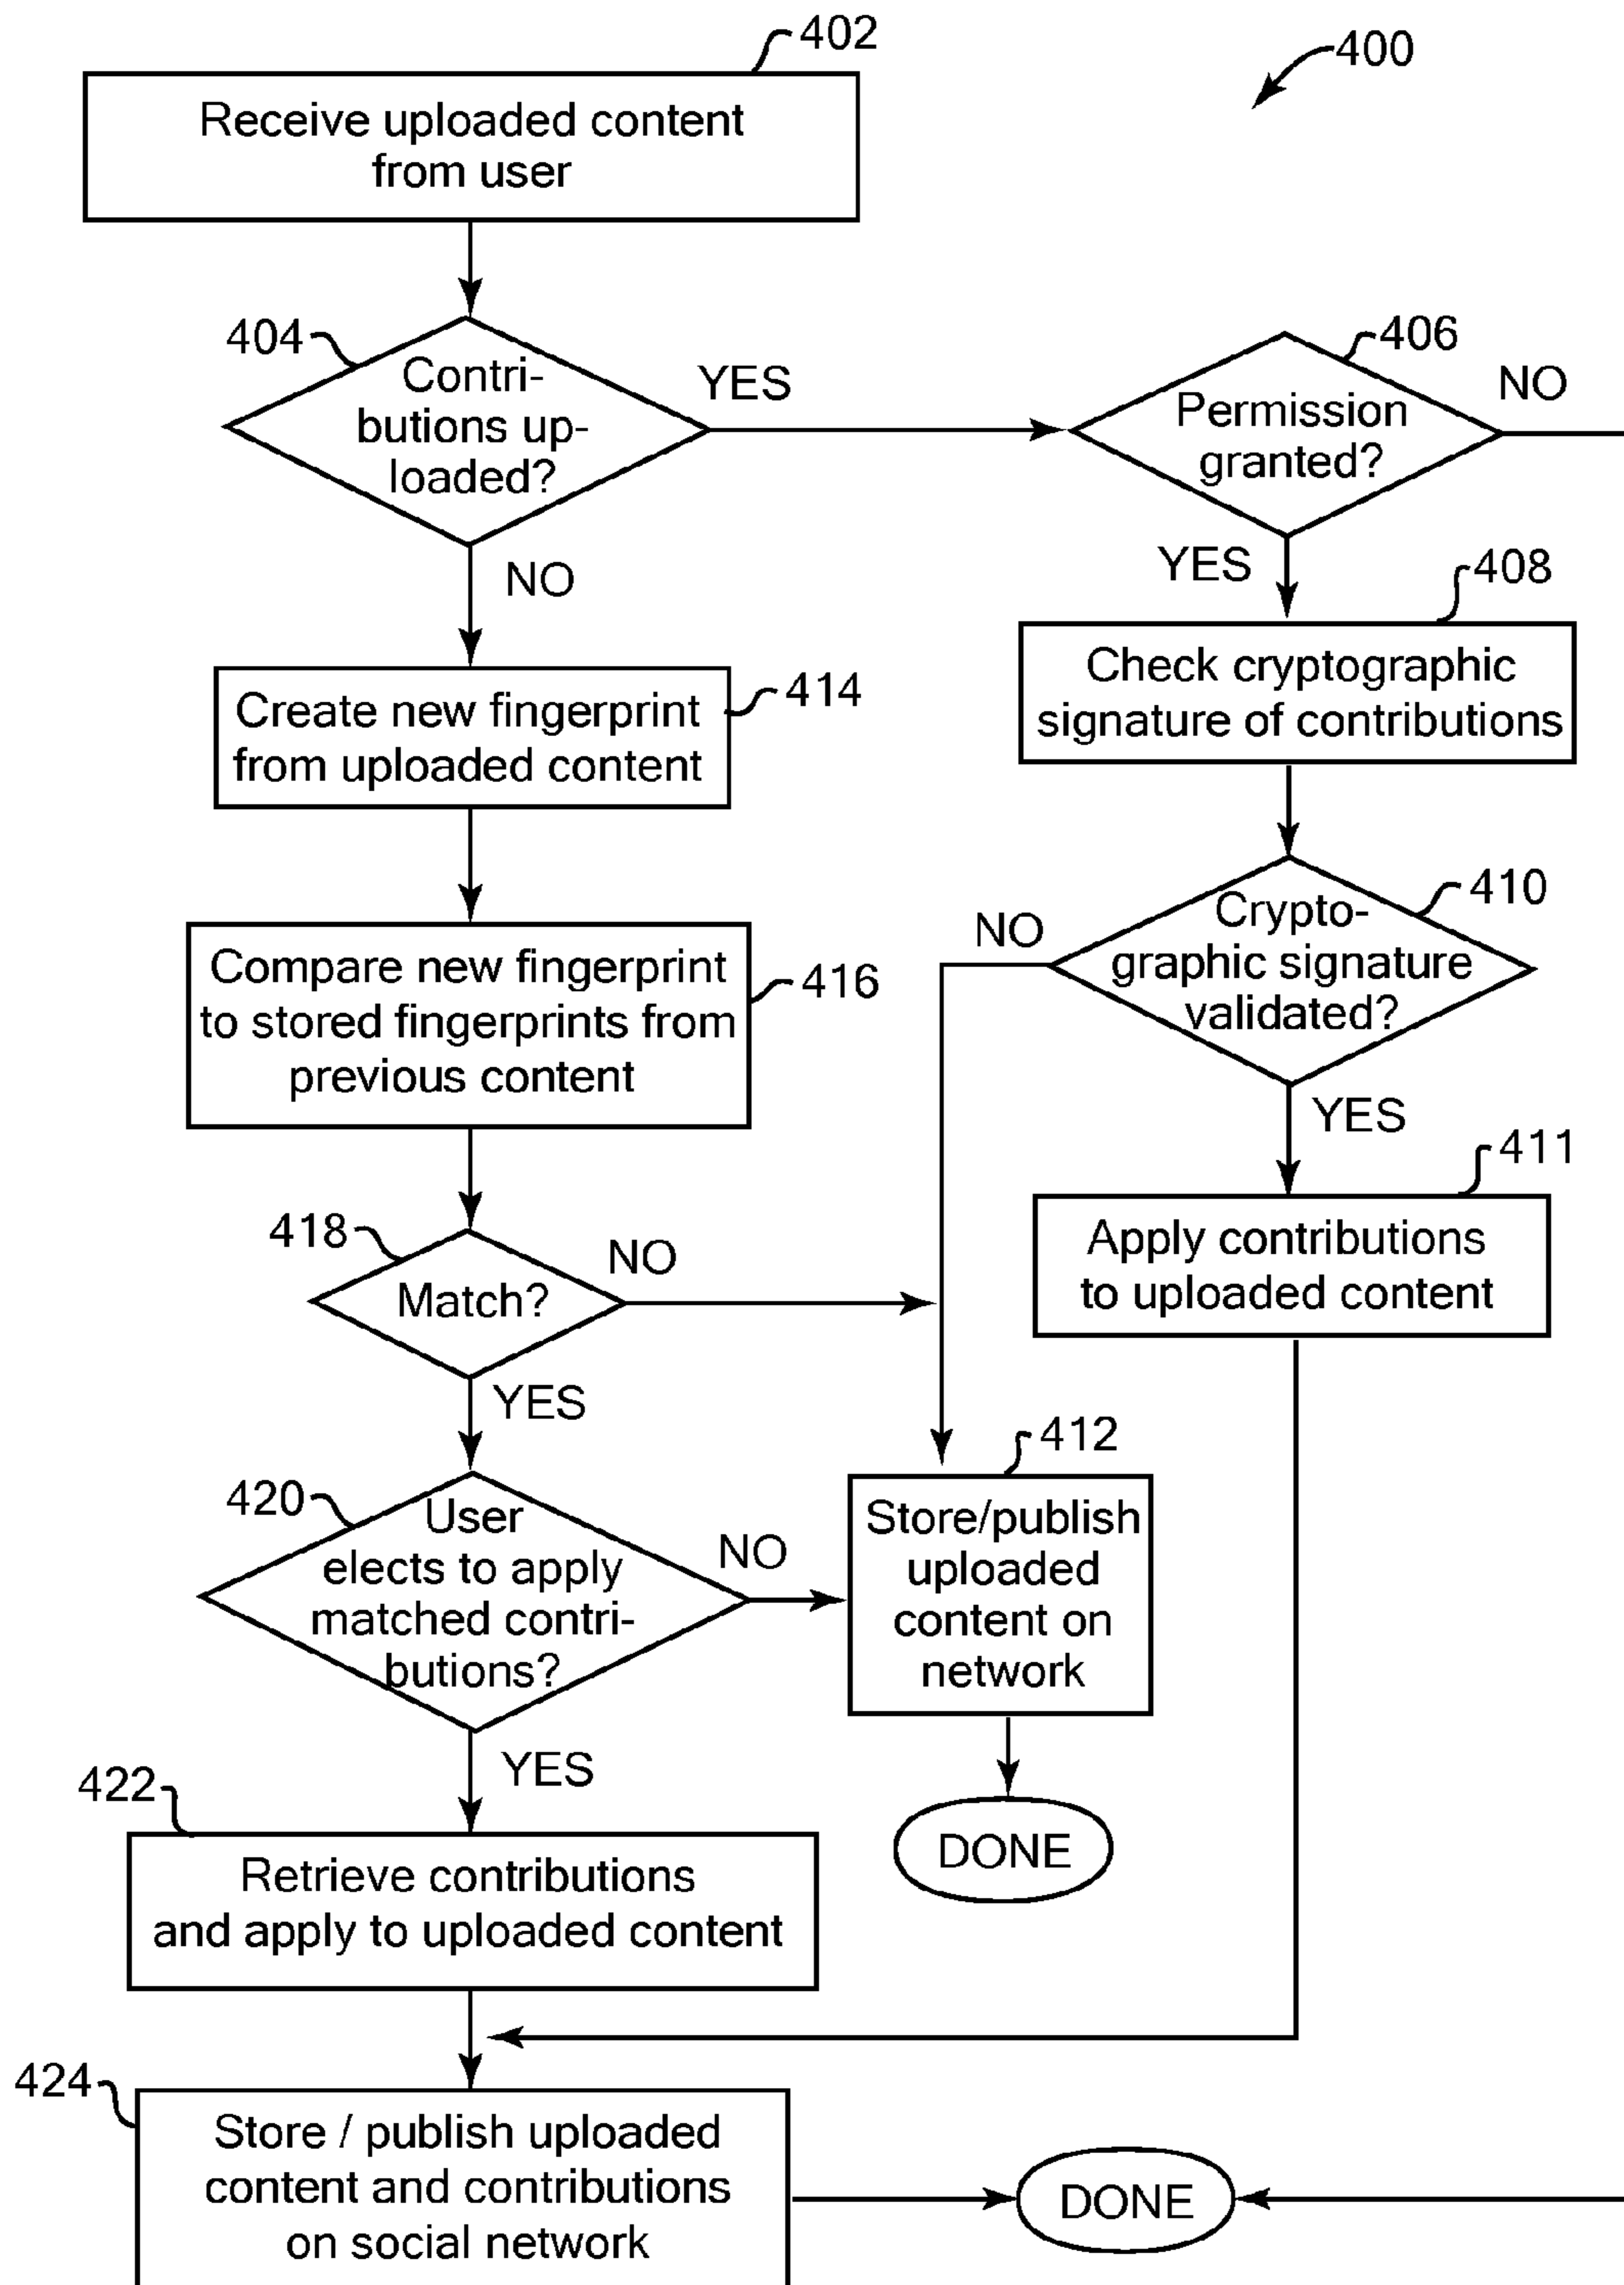 402
400
Receive uploaded content
from user
404
Contri-
butions up-
loaded?
YES
NO
406
Permission
granted?
NO
YES
408
Check cryptographic
signature of contributions
414
Create new fingerprint
from uploaded content
410
Crypto-
graphic signature
validated?
NO
YES
416
Compare new fingerprint
to stored fingerprints from
previous content
411
Apply contributions
to uploaded content
418
Match?
NO
YES
412
Store/publish
uploaded
content on
network
420
User
elects to apply
matched contri-
butions?
NO
YES
DONE
422
Retrieve contributions
and apply to uploaded content
424
Store / publish uploaded
content and contributions
on social network
DONE